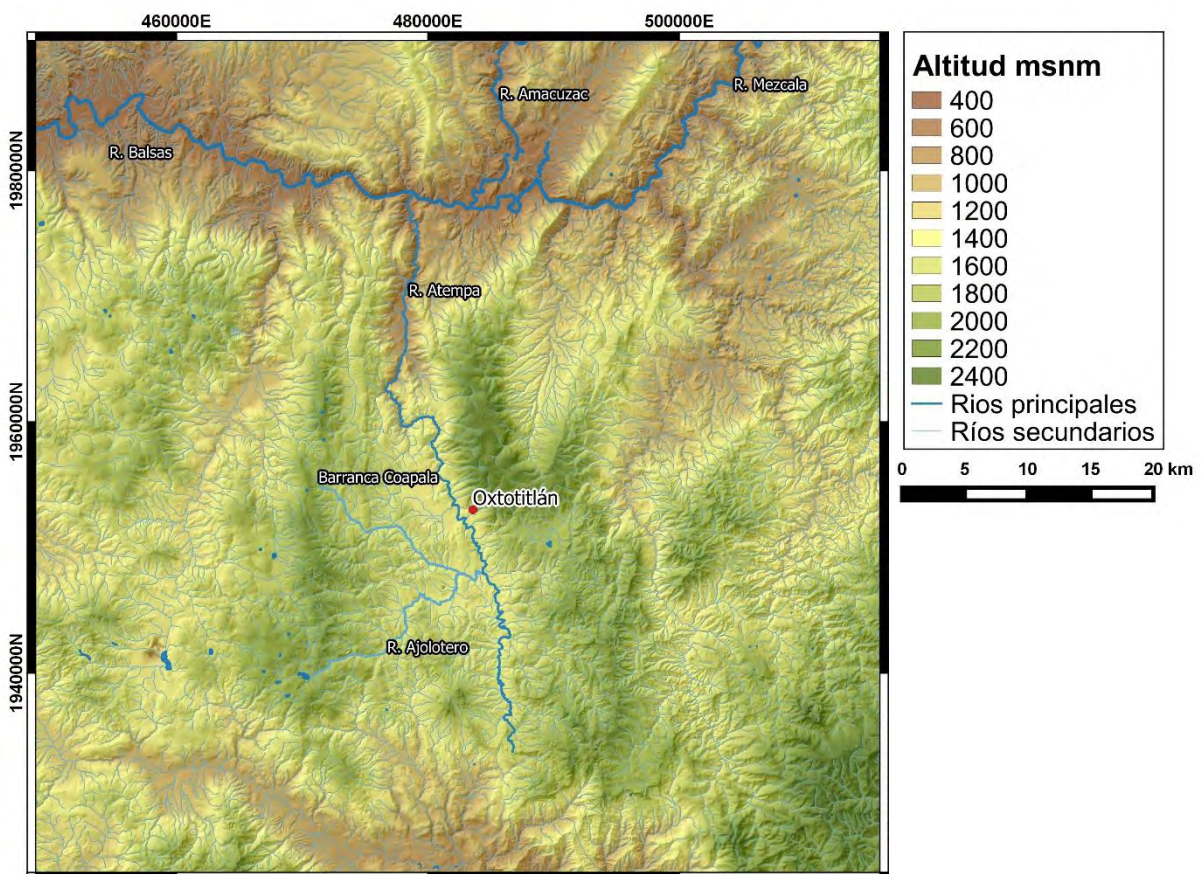 460000E 480000E 500000E
1980000N
1960000N
1940000N
R. Amacuzac
R. Mezcala
R. Balsas
R. Atempa
Barranca Coapala
Oxtotitlán
R. Ajolotero
Altitud msnm
400
600
800
1000
1200
1400
1600
1800
2000
2200
2400
Rios principales
Ríos secundarios
0 5 10 15 20 km